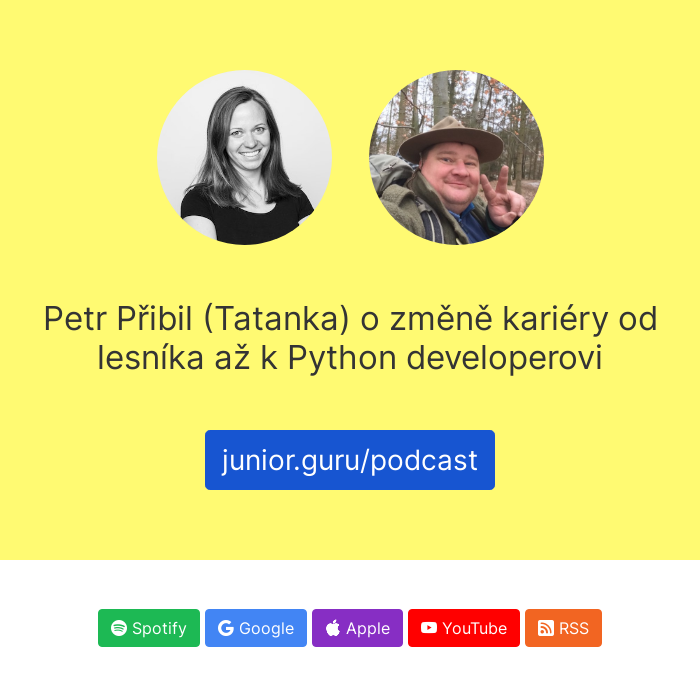 Petr Přibil (Tatanka) o změně kariéry od
lesníka až k Python developerovi
junior.guru/podcast
Spotify Google Apple YouTube RSS